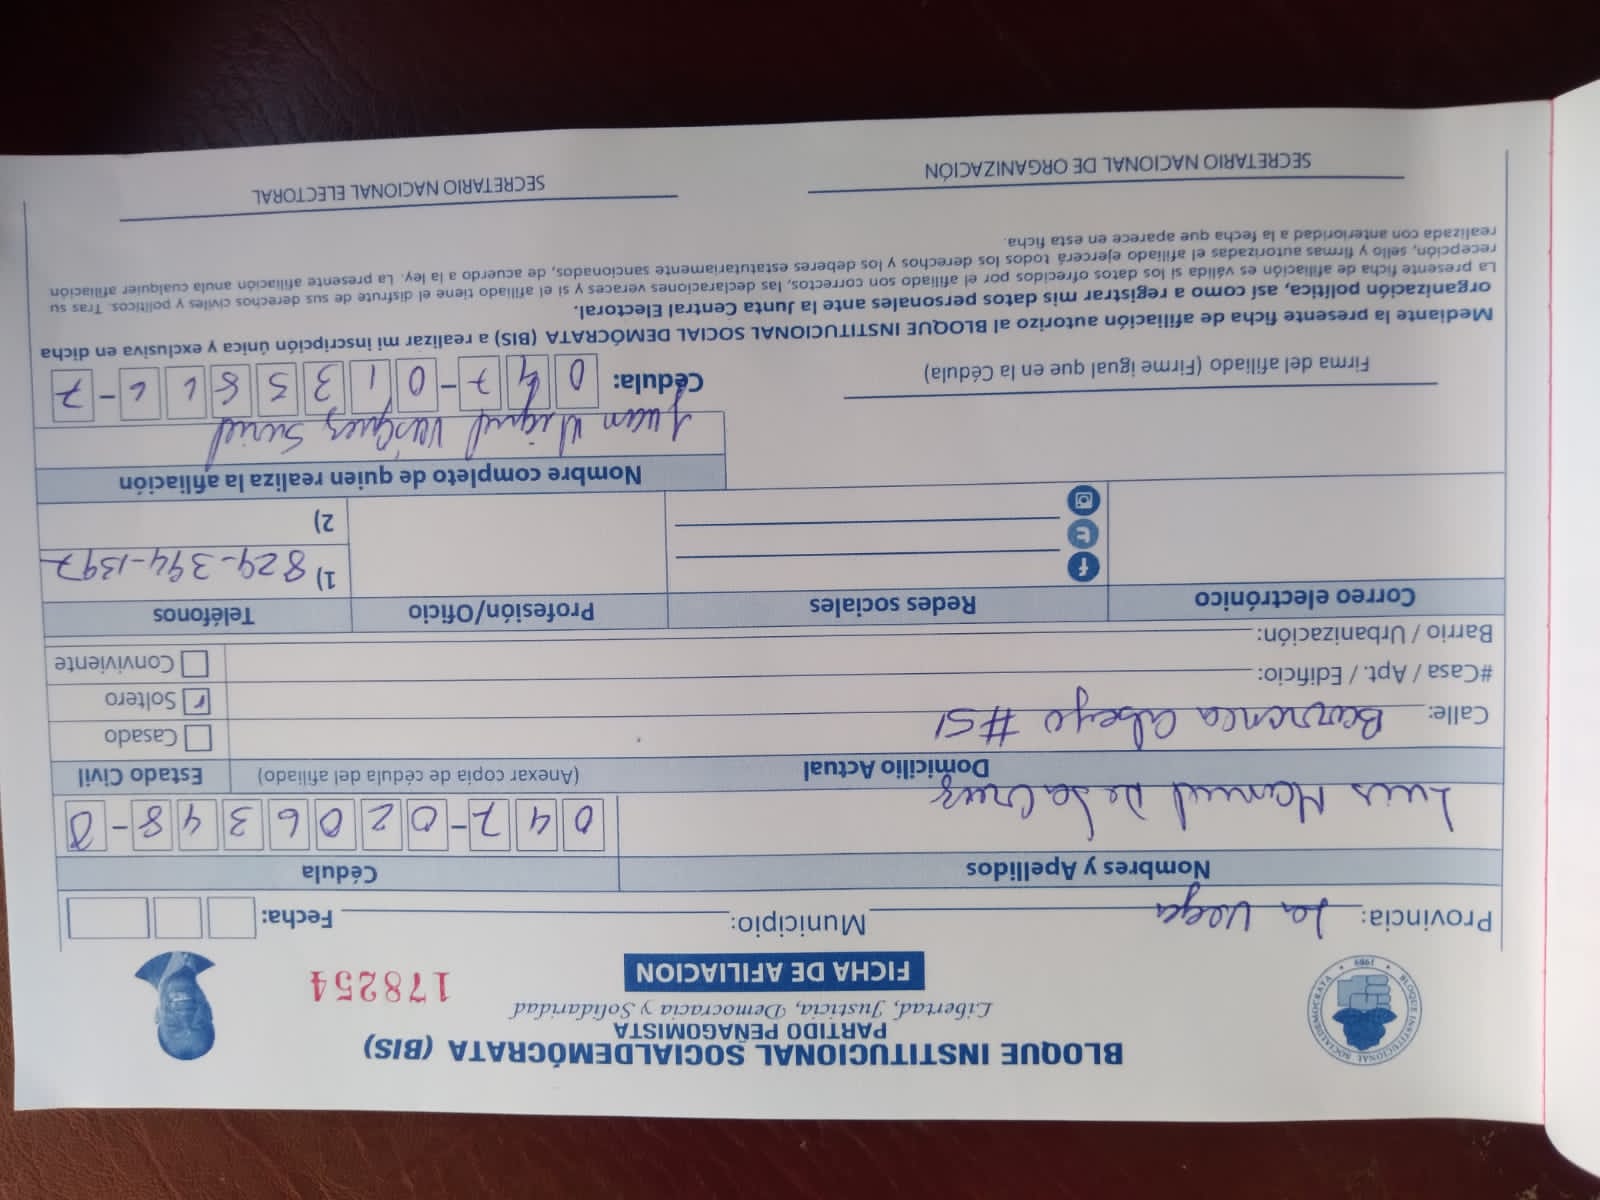 BLOQUE INSTITUCIONAL SOCIALDEMÓCRATA (BIS)
PARTIDO PEÑAGOMISTA
Libertad, Justicia, Democracia y Solidaridad
FICHA DE AFILIACION
178254
BLOQUE INSTITUCIONAL SOCIALDEMOCRATA
1989
Provincia: La Vega Municipio: Fecha:
Nombres y Apellidos Cédula
Luis Manuel De La Cruz 047-0206348-8
Domicilio Actual (Anexar copia de cédula del afiliado) Estado Civil
Calle: Barranca abajo #51
Casado
#Casa / Apt. / Edificio:
Soltero
Barrio / Urbanización:
Conviviente
Correo electrónico Redes sociales Profesión/Oficio Teléfonos
1) 829-394-1397
2)
Nombre completo de quien realiza la afiliación
Juan Miguel Vásquez Suriel
Firma del afiliado (Firme igual que en la Cédula)
Cédula: 047-01358-7
Mediante la presente ficha de afiliación autorizo al BLOQUE INSTITUCIONAL SOCIAL DEMÓCRATA (BIS) a realizar mi inscripción única y exclusiva en dicha
organización política, así como a registrar mis datos personales ante la Junta Central Electoral.
La presente ficha de afiliación es válida si los datos ofrecidos por el afiliado son correctos, las declaraciones veraces y si el afiliado tiene el disfrute de sus derechos civiles y políticos. Tras su
recepción, sello y firmas autorizadas el afiliado ejercerá todos los derechos y los deberes estatutariamente sancionados, de acuerdo a la ley. La presente afiliación anula cualquier afiliación
realizada con anterioridad a la fecha que aparece en esta ficha.
SECRETARIO NACIONAL DE ORGANIZACIÓN SECRETARIO NACIONAL ELECTORAL